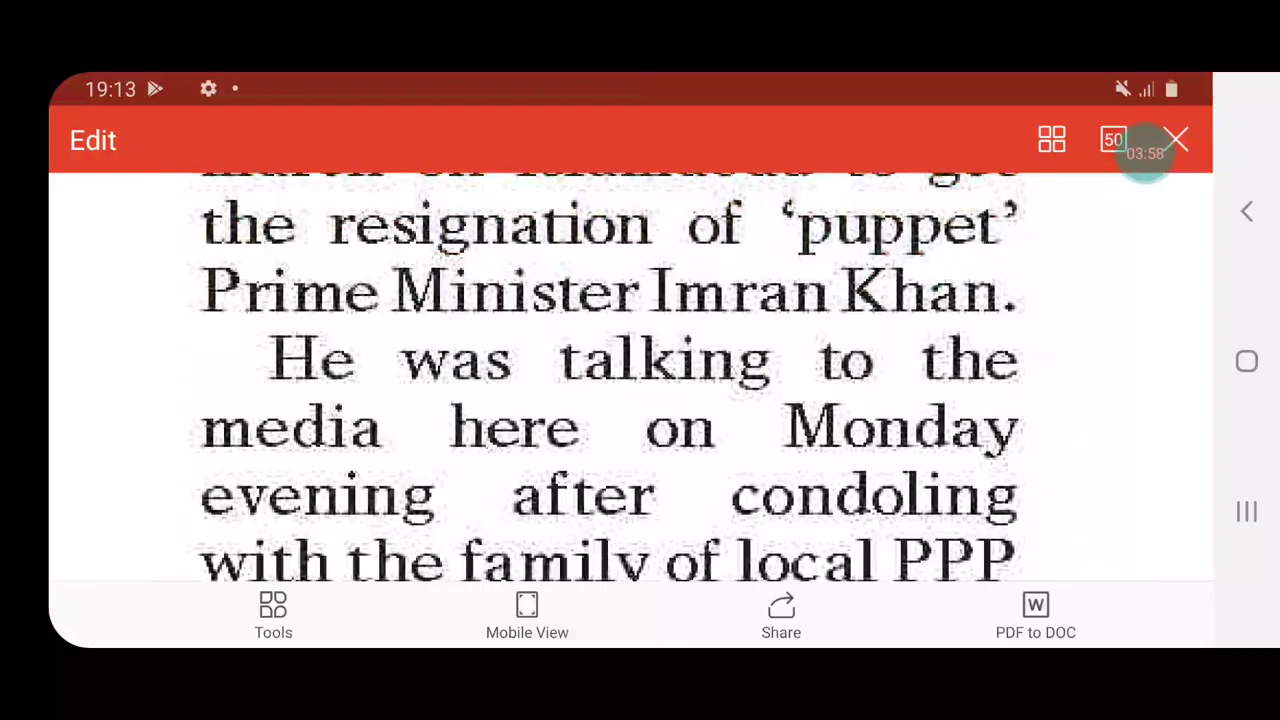 19:13
Edit
50
03:58
the resignation of ‘puppet’
Prime Minister Imran Khan.
He was talking to the
media here on Monday
evening after condoling
with the family of local PPP
Tools
Mobile View
Share
W
PDF to DOC